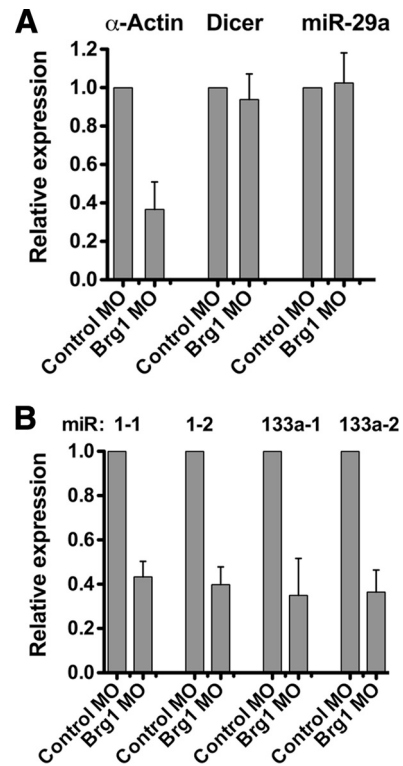 A
α-Actin Dicer miR-29a
Relative expression
1.2
1.0
0.8
0.6
0.4
0.2
0.0
Control MO Brg1 MO Control MO Brg1 MO Control MO Brg1 MO
B
miR: 1-1 1-2 133a-1 133a-2
Relative expression
1.0
0.8
0.6
0.4
0.2
0.0
Control MO Brg1 MO Control MO Brg1 MO Control MO Brg1 MO Control MO Brg1 MO